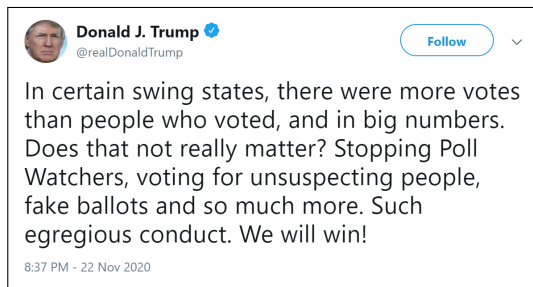 Donald J. Trump
@realDonaldTrump
Follow
In certain swing states, there were more votes
than people who voted, and in big numbers.
Does that not really matter? Stopping Poll
Watchers, voting for unsuspecting people,
fake ballots and so much more. Such
egregious conduct. We will win!
8:37 PM - 22 Nov 2020